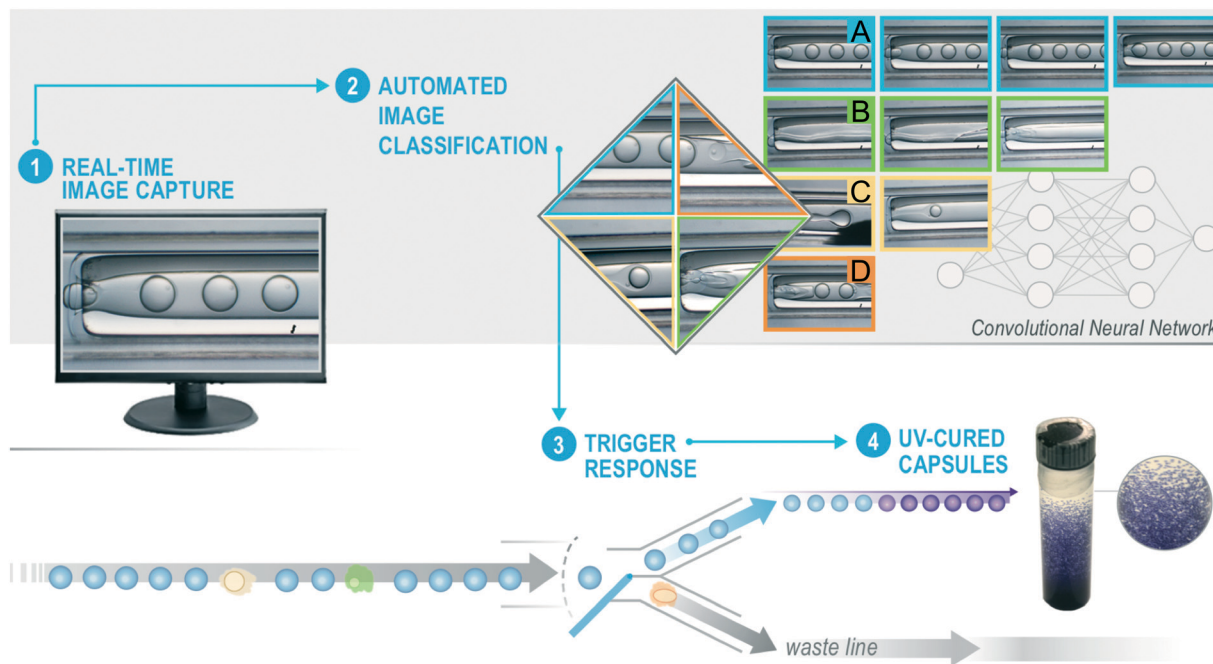 1 REAL-TIME
IMAGE CAPTURE
2 AUTOMATED
IMAGE
CLASSIFICATION
A
B
C
D
Convolutional Neural Network
3 TRIGGER
RESPONSE
4 UV-CURED
CAPSULES
waste line